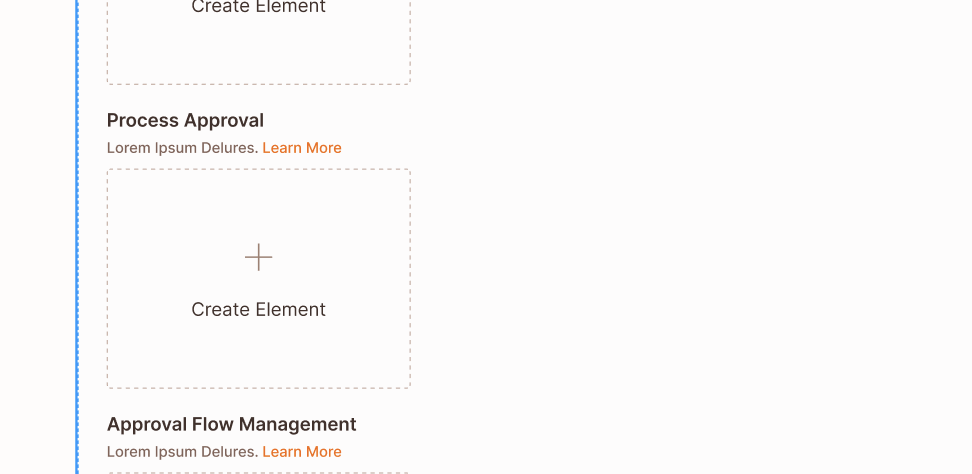 Create Element
Process Approval
Lorem Ipsum Delures. Learn More
Create Element
Approval Flow Management
Lorem Ipsum Delures. Learn More